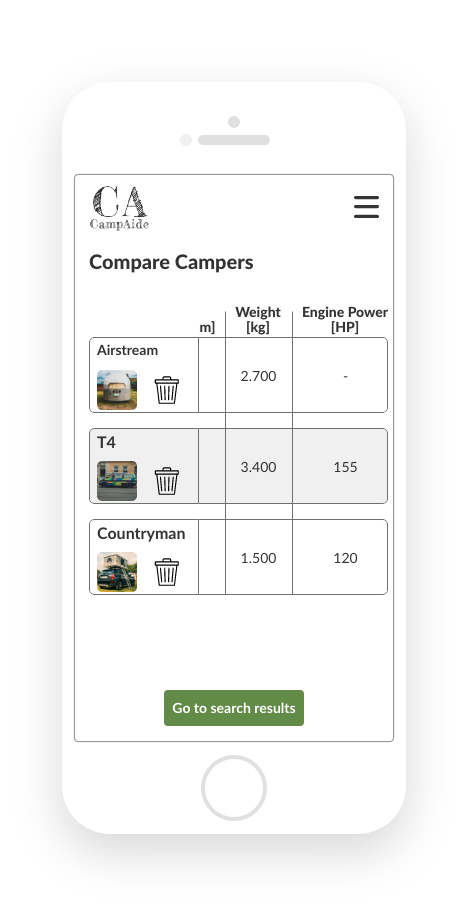 CA
CampAide
Compare Campers
m] Weight [kg] Engine Power [HP]
Airstream
2.700 -
T4
3.400 155
Countryman
1.500 120
Go to search results